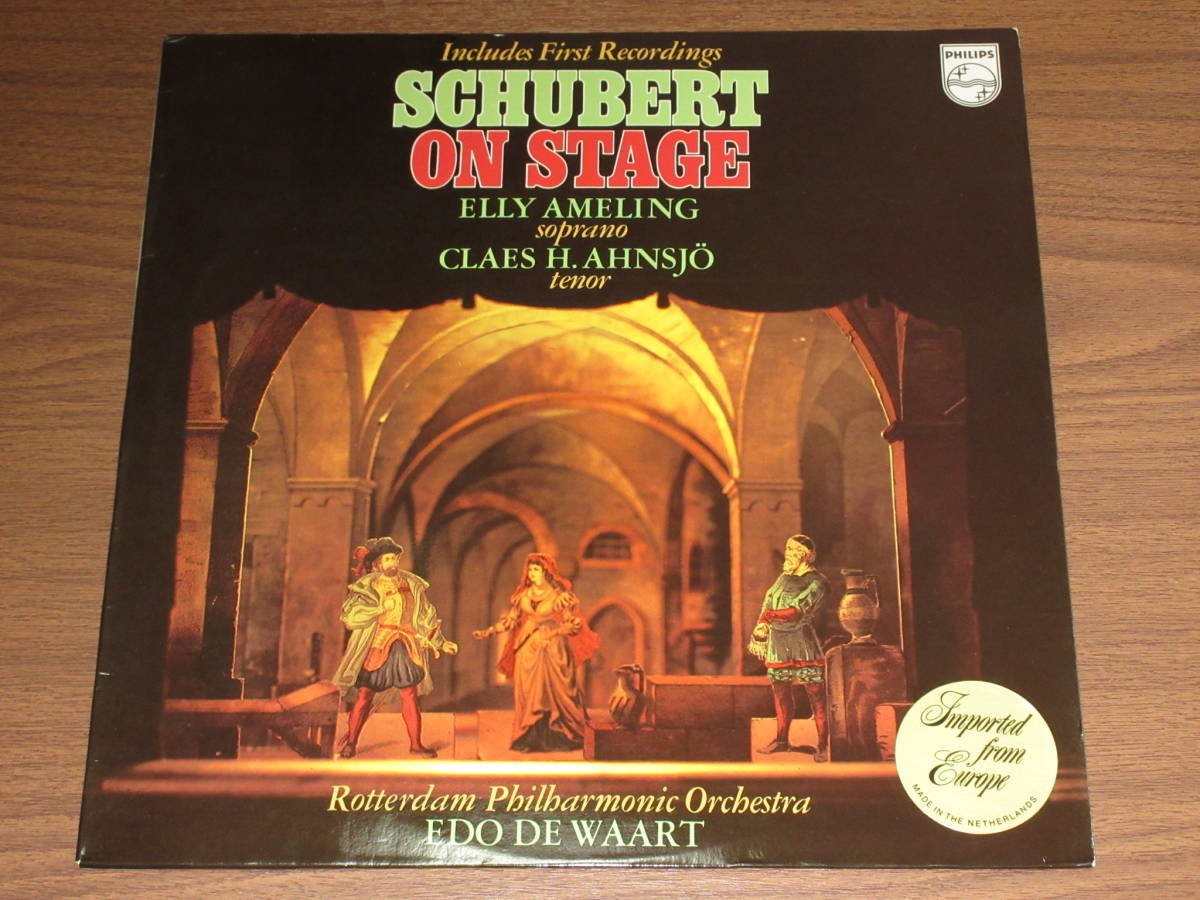 Includes First Recordings
PHILIPS
SCHUBERT
ON STAGE
ELLY AMELING
soprano
CLAES H. AHNSJÖ
tenor
Imported
from
Europe
MADE IN THE NETHERLANDS
Rotterdam Philharmonic Orchestra
EDO DE WAART